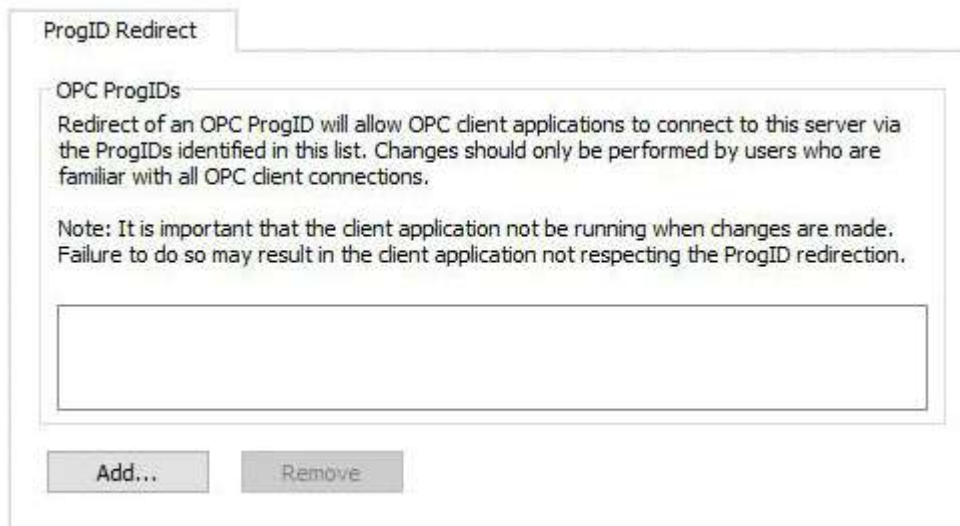 ProgID Redirect
OPC ProgIDs
Redirect of an OPC ProgID will allow OPC client applications to connect to this server via
the ProgIDs identified in this list. Changes should only be performed by users who are
familiar with all OPC client connections.
Note: It is important that the client application not be running when changes are made.
Failure to do so may result in the client application not respecting the ProgID redirection.
Add...
Remove